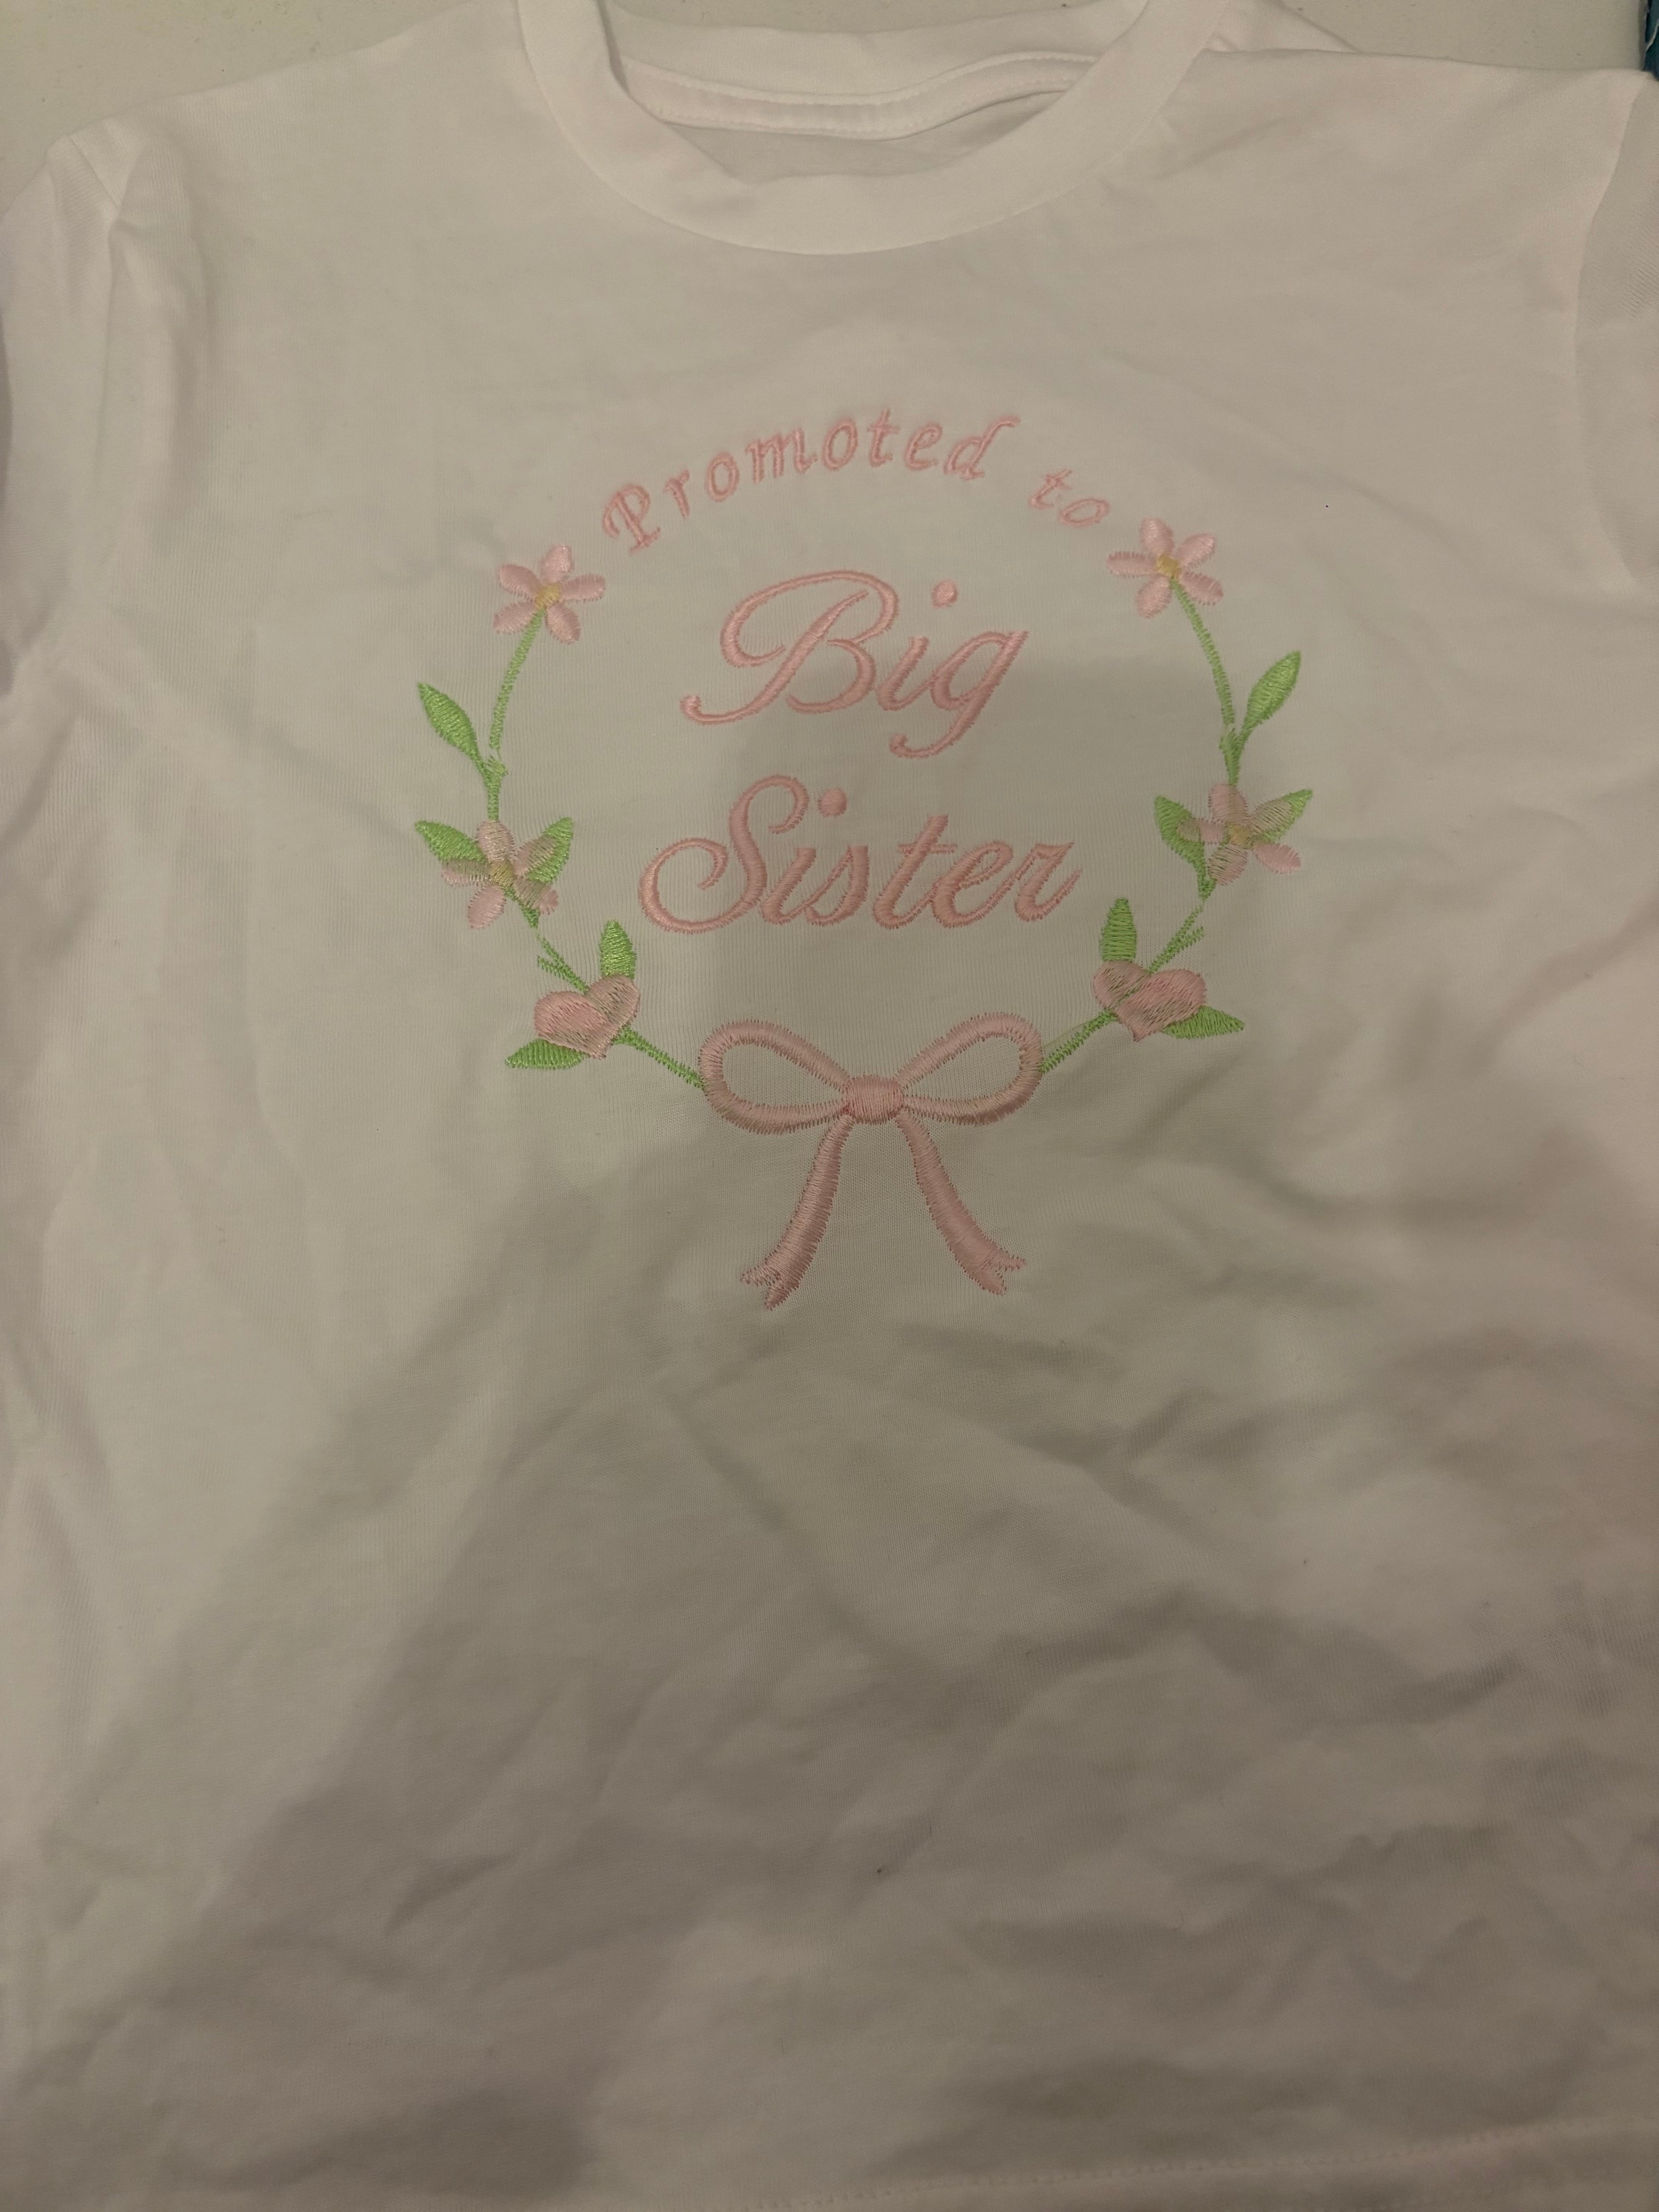 Promoted to
Big
Sister